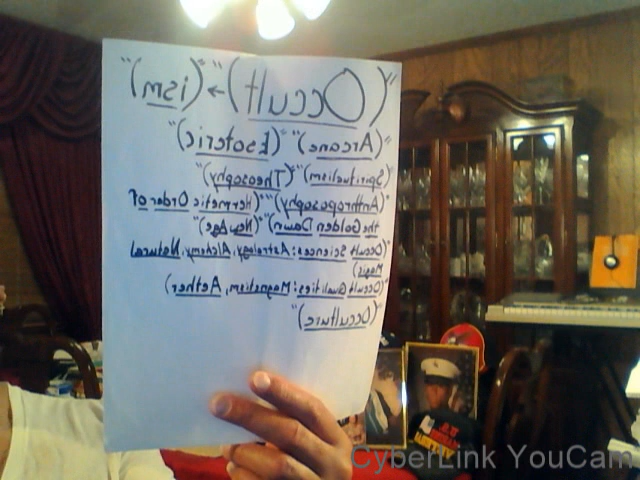 "(Occult)" → "(ism)"
"(Arcane)" "(Esoteric)"
(Spiritualism)" "(Theosophy)
"(Anthroposophy)" "(Hermetic Order of
the Golden Dawn)" "(New Age)"
"(Occult Sciences: Astrology, Alchemy, Natural
Magic)
"(Occult Qualities: Magnetism, Aether)
"(Occulture)"
CyberLink YouCam